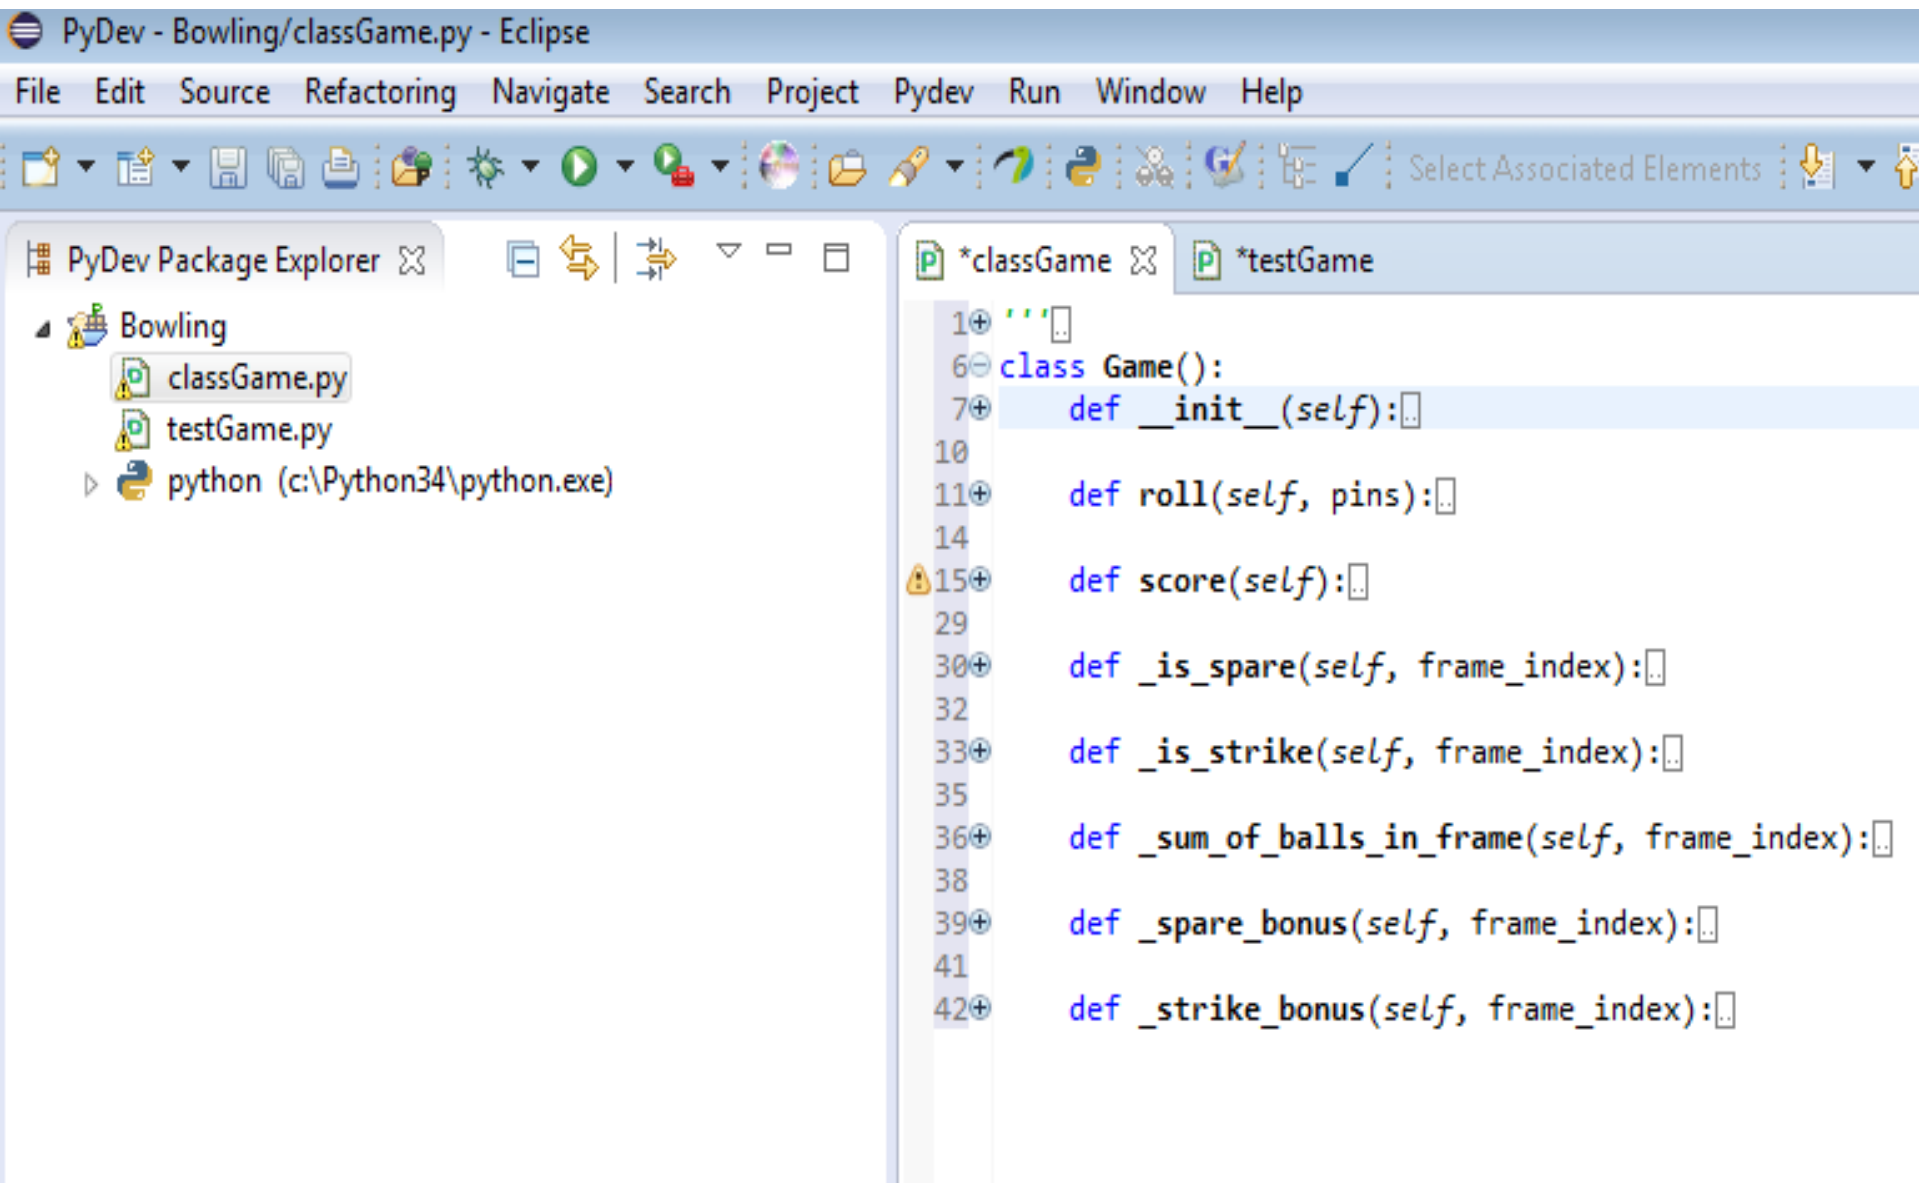 PyDev - Bowling/classGame.py - Eclipse
File Edit Source Refactoring Navigate Search Project Pydev Run Window Help
Select Associated Elements
PyDev Package Explorer
Bowling
classGame.py
testGame.py
python (c:\Python34\python.exe)
*classGame *testGame
1 '''
6 class Game():
7 def __init__(self):
10
11 def roll(self, pins):
14
15 def score(self):
29
30 def _is_spare(self, frame_index):
32
33 def _is_strike(self, frame_index):
35
36 def _sum_of_balls_in_frame(self, frame_index):
38
39 def _spare_bonus(self, frame_index):
41
42 def _strike_bonus(self, frame_index):